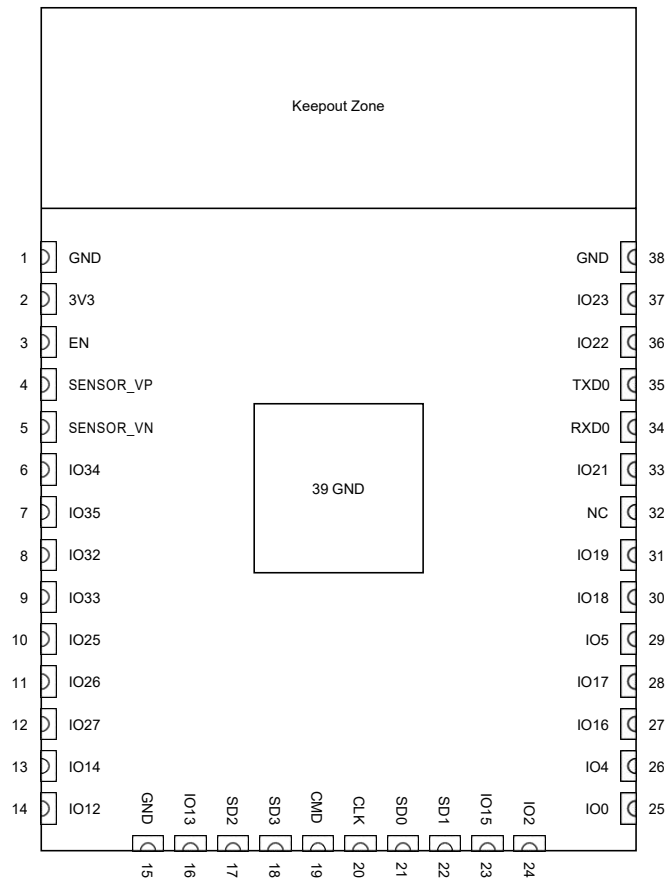 Keepout Zone
1 GND
2 3V3
3 EN
4 SENSOR_VP
5 SENSOR_VN
6 IO34
7 IO35
8 IO32
9 IO33
10 IO25
11 IO26
12 IO27
13 IO14
14 IO12
39 GND
GND 38
IO23 37
IO22 36
TXD0 35
RXD0 34
IO21 33
NC 32
IO19 31
IO18 30
IO5 29
IO17 28
IO16 27
IO4 26
IO0 25
GND 15
IO13 16
SD2 17
SD3 18
CMD 19
CLK 20
SD0 21
SD1 22
IO15 23
IO2 24